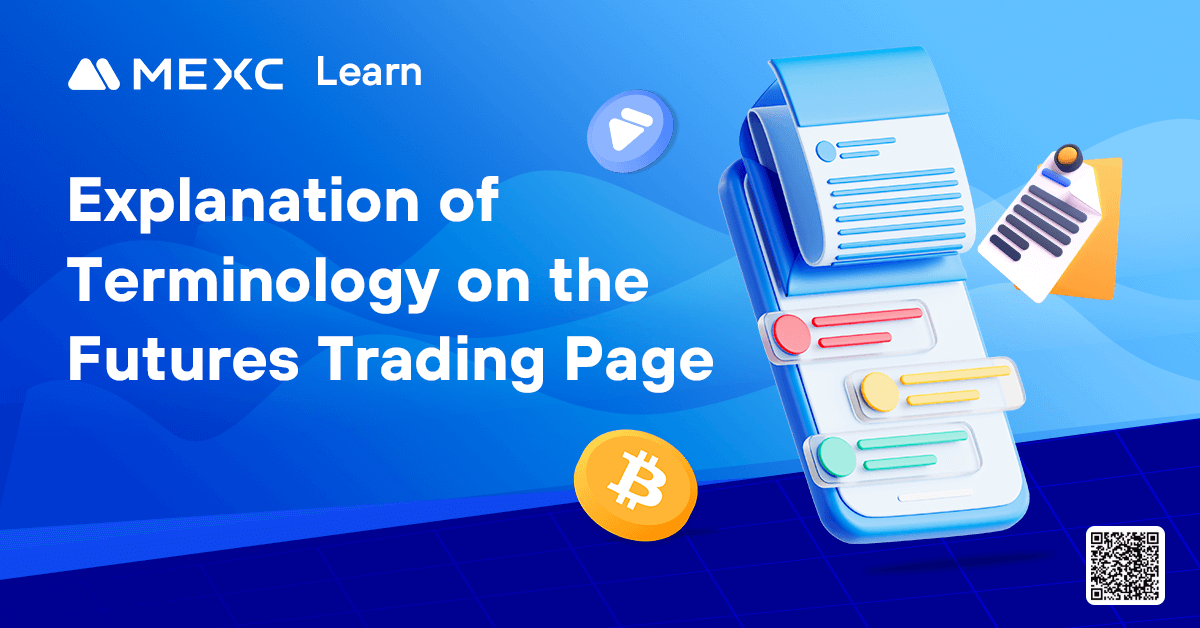 MEXC Learn
Explanation of
Terminology on the
Futures Trading Page